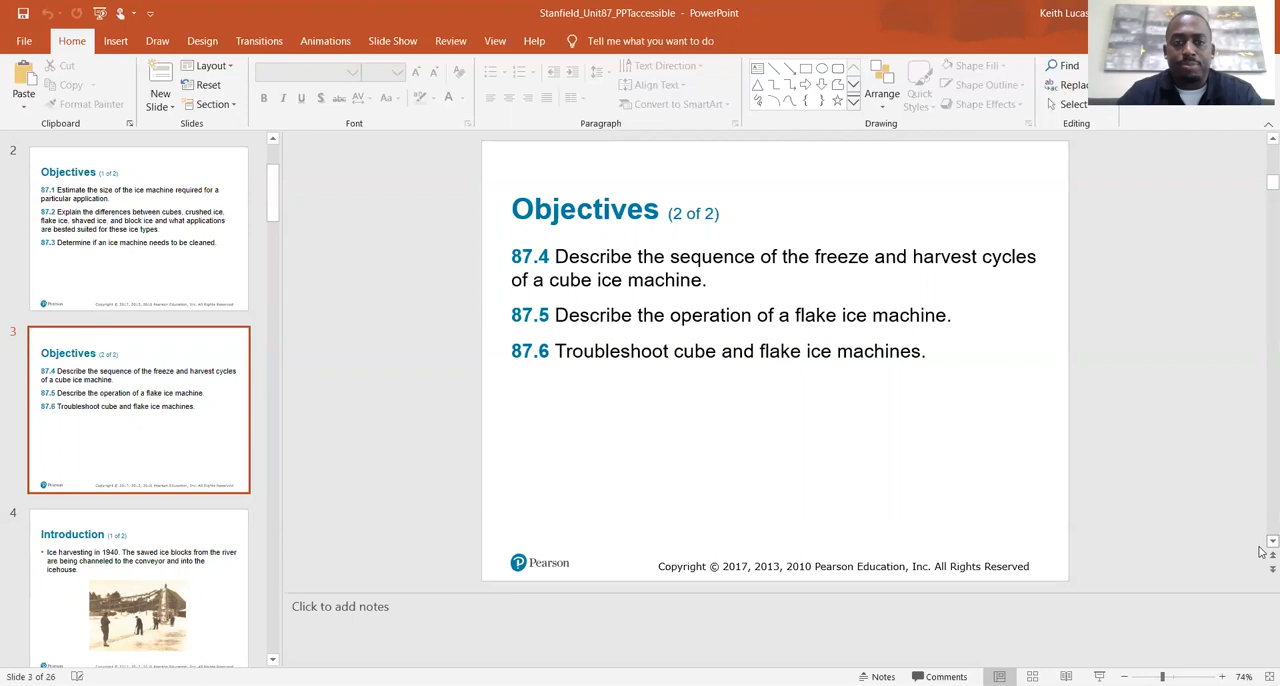 Stanfield_Unit87_PPTaccessible - PowerPoint
Keith Lucas
File Home Insert Draw Design Transitions Animations Slide Show Review View Help Tell me what you want to do
Paste
Cut
Copy
Format Painter
Clipboard
New
Slide
Layout
Reset
Section
Slides
Font
Text Direction
Align Text
Convert to SmartArt
Paragraph
Arrange
Quick
Styles
Shape Fill
Shape Outline
Shape Effects
Drawing
Find
Replac
Select
Editing
2
Objectives (1 of 2)
87.1 Estimate the size of the ice machine required for a
particular application.
87.2 Explain the differences between cubes, crushed ice,
flake ice, shaved ice, and block ice and what applications
are bested suited for these ice types.
87.3 Determine if an ice machine needs to be cleaned.
Pearson
Copyright © 2017, 2013, 2010 Pearson Education, Inc. All Rights Reserved
3
Objectives (2 of 2)
87.4 Describe the sequence of the freeze and harvest cycles
of a cube ice machine.
87.5 Describe the operation of a flake ice machine.
87.6 Troubleshoot cube and flake ice machines.
Pearson
Copyright © 2017, 2013, 2010 Pearson Education, Inc. All Rights Reserved
4
Introduction (1 of 2)
• Ice harvesting in 1940. The sawed ice blocks from the river
are being channeled to the conveyor and into the
icehouse
Objectives (2 of 2)
87.4 Describe the sequence of the freeze and harvest cycles
of a cube ice machine.
87.5 Describe the operation of a flake ice machine.
87.6 Troubleshoot cube and flake ice machines.
Pearson
Copyright © 2017, 2013, 2010 Pearson Education, Inc. All Rights Reserved
Click to add notes
Slide 3 of 26
Notes
Comments
74%